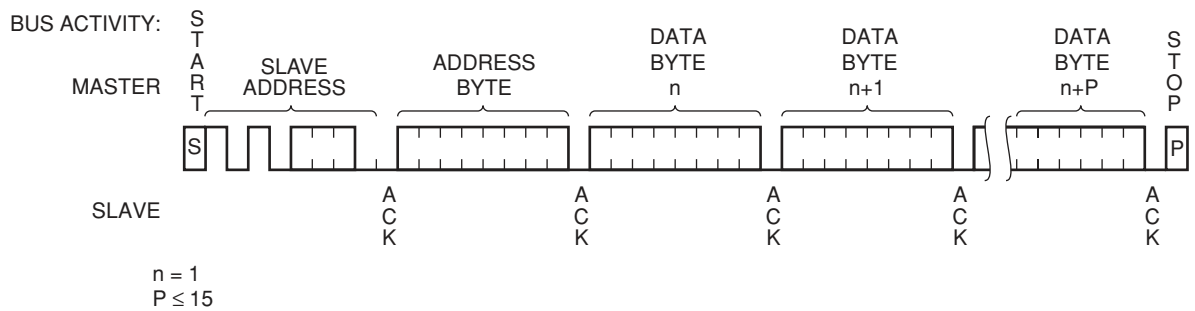 BUS ACTIVITY:
MASTER
START
SLAVE
ADDRESS
ADDRESS
BYTE
DATA
BYTE
n
DATA
BYTE
n+1
DATA
BYTE
n+P
STOP
S
P
SLAVE
ACK
ACK
ACK
ACK
ACK
n = 1
P ≤ 15